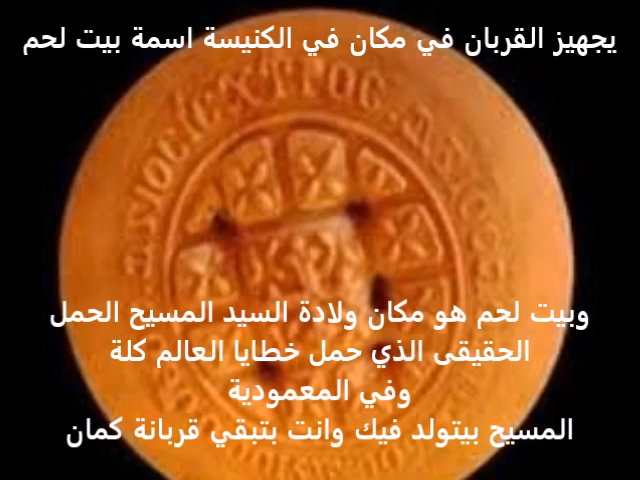 يجهيز القربان في مكان في الكنيسة اسمة بيت لحم
وبيت لحم هو مكان ولادة السيد المسيح الحمل
الحقيقى الذي حمل خطايا العالم كلة
وفي المعمودية
المسيح بيتولد فيك وانت بتبقي قربانة كمان